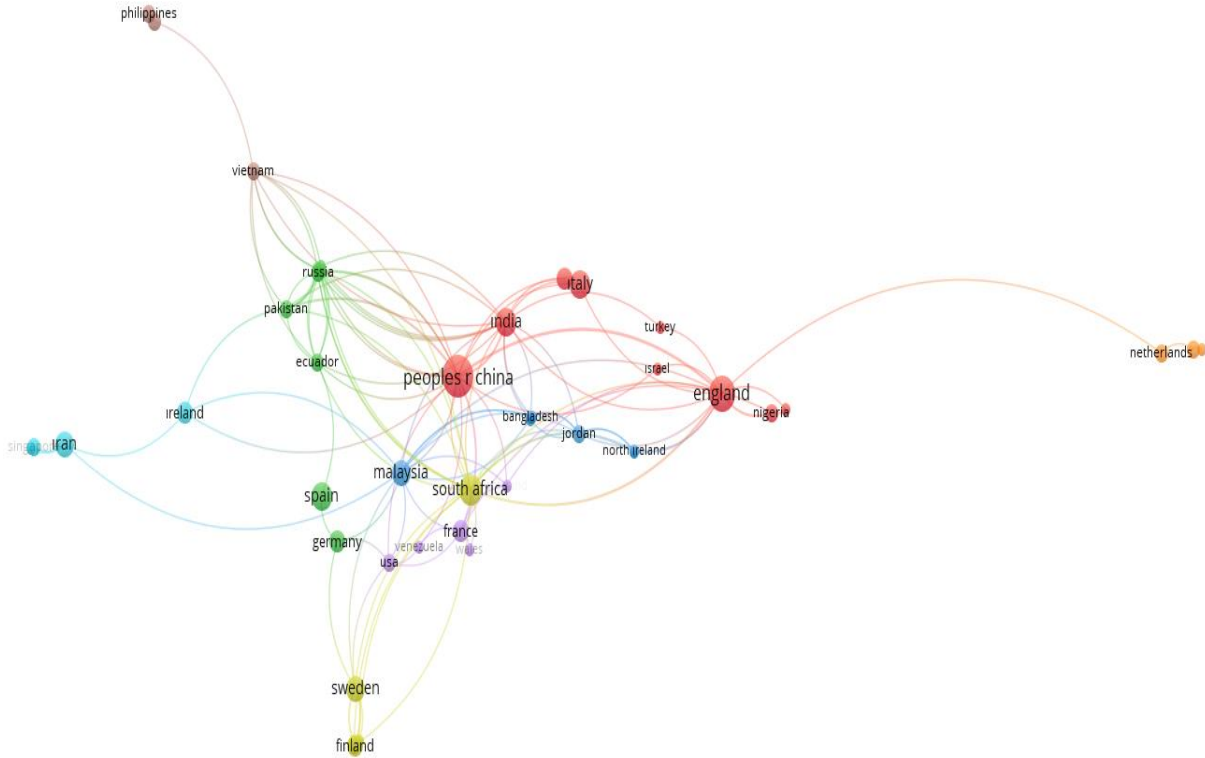 philippines
vietnam
russia
pakistan
italy
india
turkey
ecuador
netherlands
israel
peoples r china
england
ireland
bangladesh
nigeria
jordan
iran
north ireland
malaysia
south africa
spain
france
germany
venezuela
wales
usa
sweden
finland